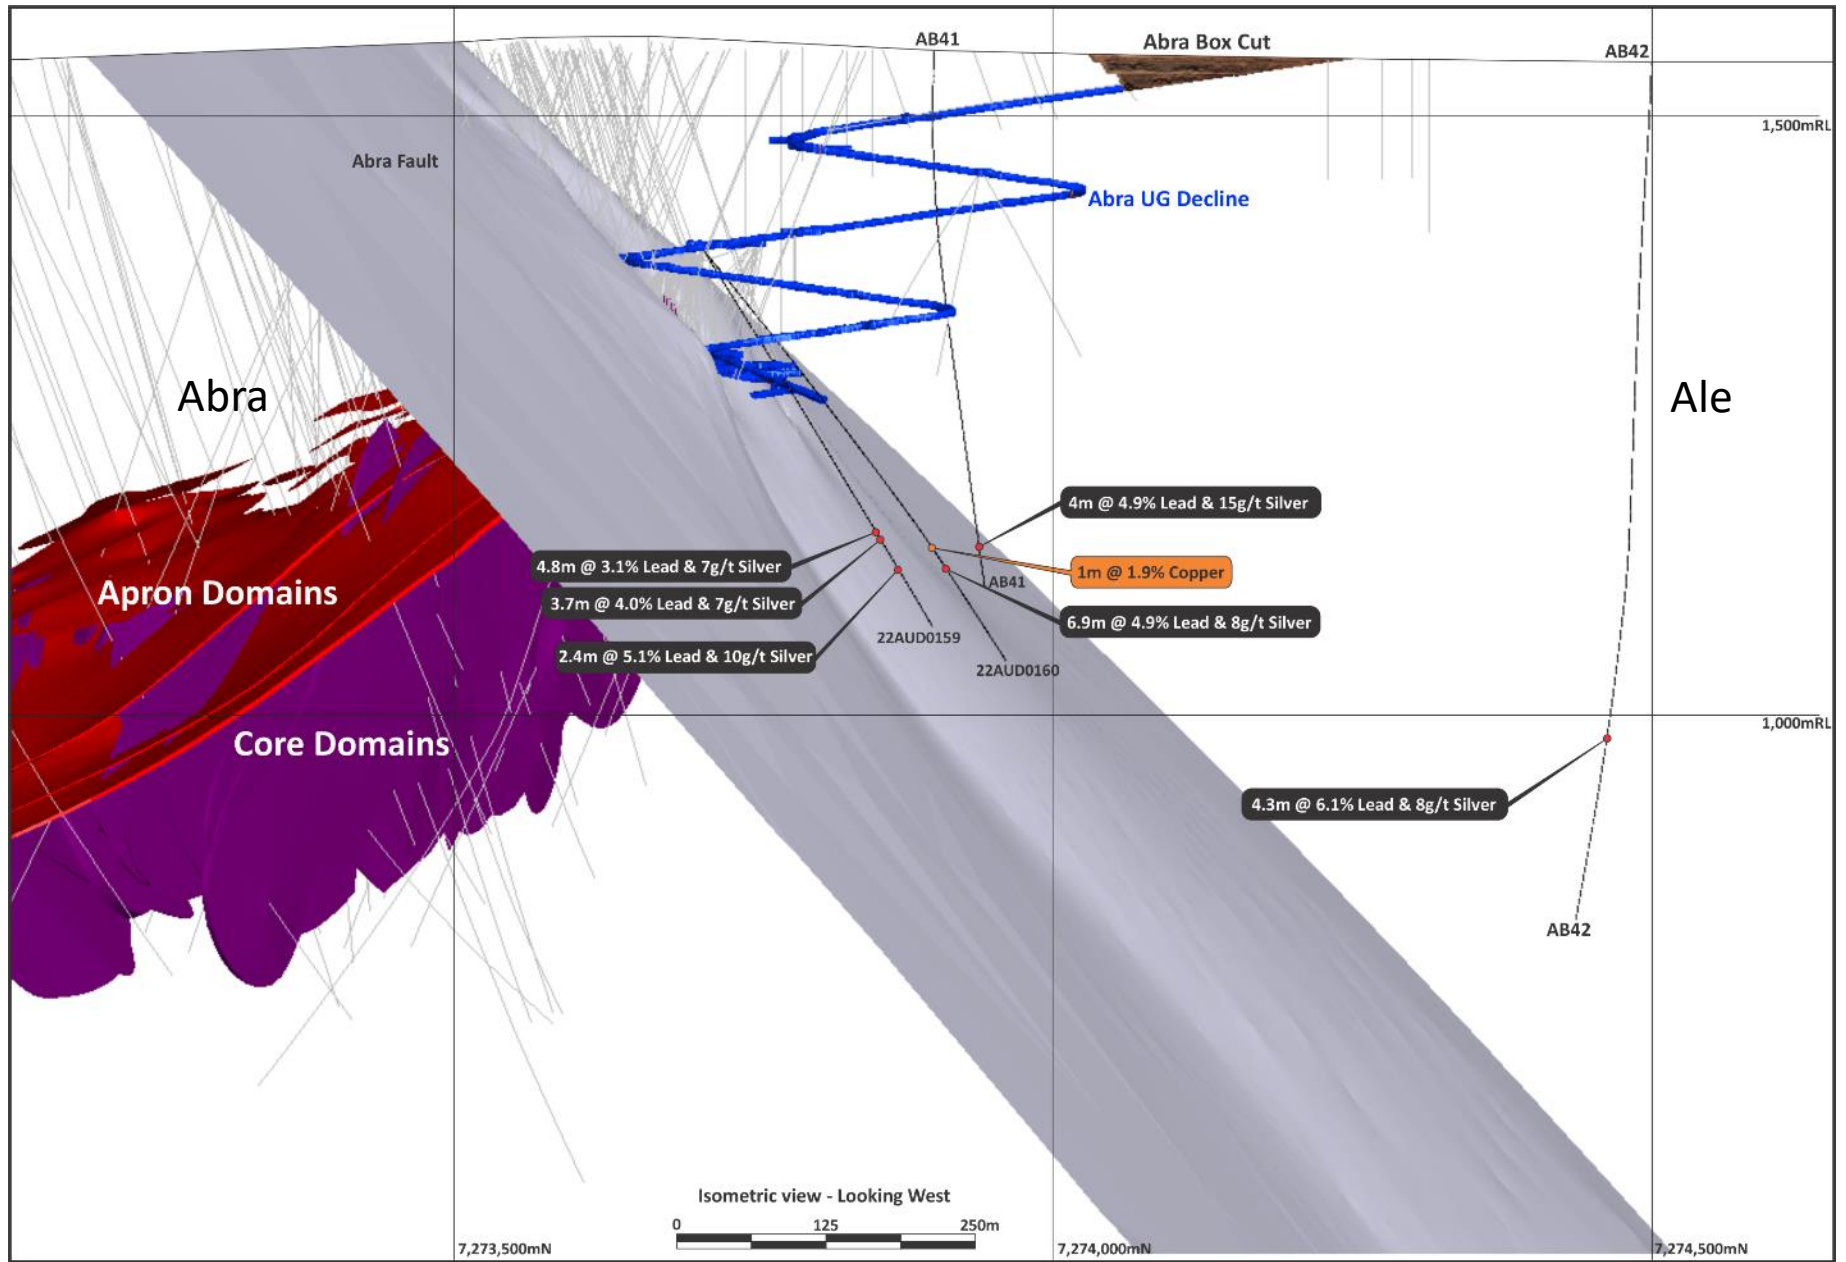 AB41
Abra Box Cut
AB42
1,500mRL
Abra Fault
Abra UG Decline
Abra
Ale
4m @ 4.9% Lead & 15g/t Silver
4.8m @ 3.1% Lead & 7g/t Silver
1m @ 1.9% Copper
AB41
Apron Domains
3.7m @ 4.0% Lead & 7g/t Silver
6.9m @ 4.9% Lead & 8g/t Silver
22AUD0159
2.4m @ 5.1% Lead & 10g/t Silver
22AUD0160
1,000mRL
Core Domains
4.3m @ 6.1% Lead & 8g/t Silver
AB42
Isometric view - Looking West
0 125 250m
7,273,500mN 7,274,000mN 7,274,500mN